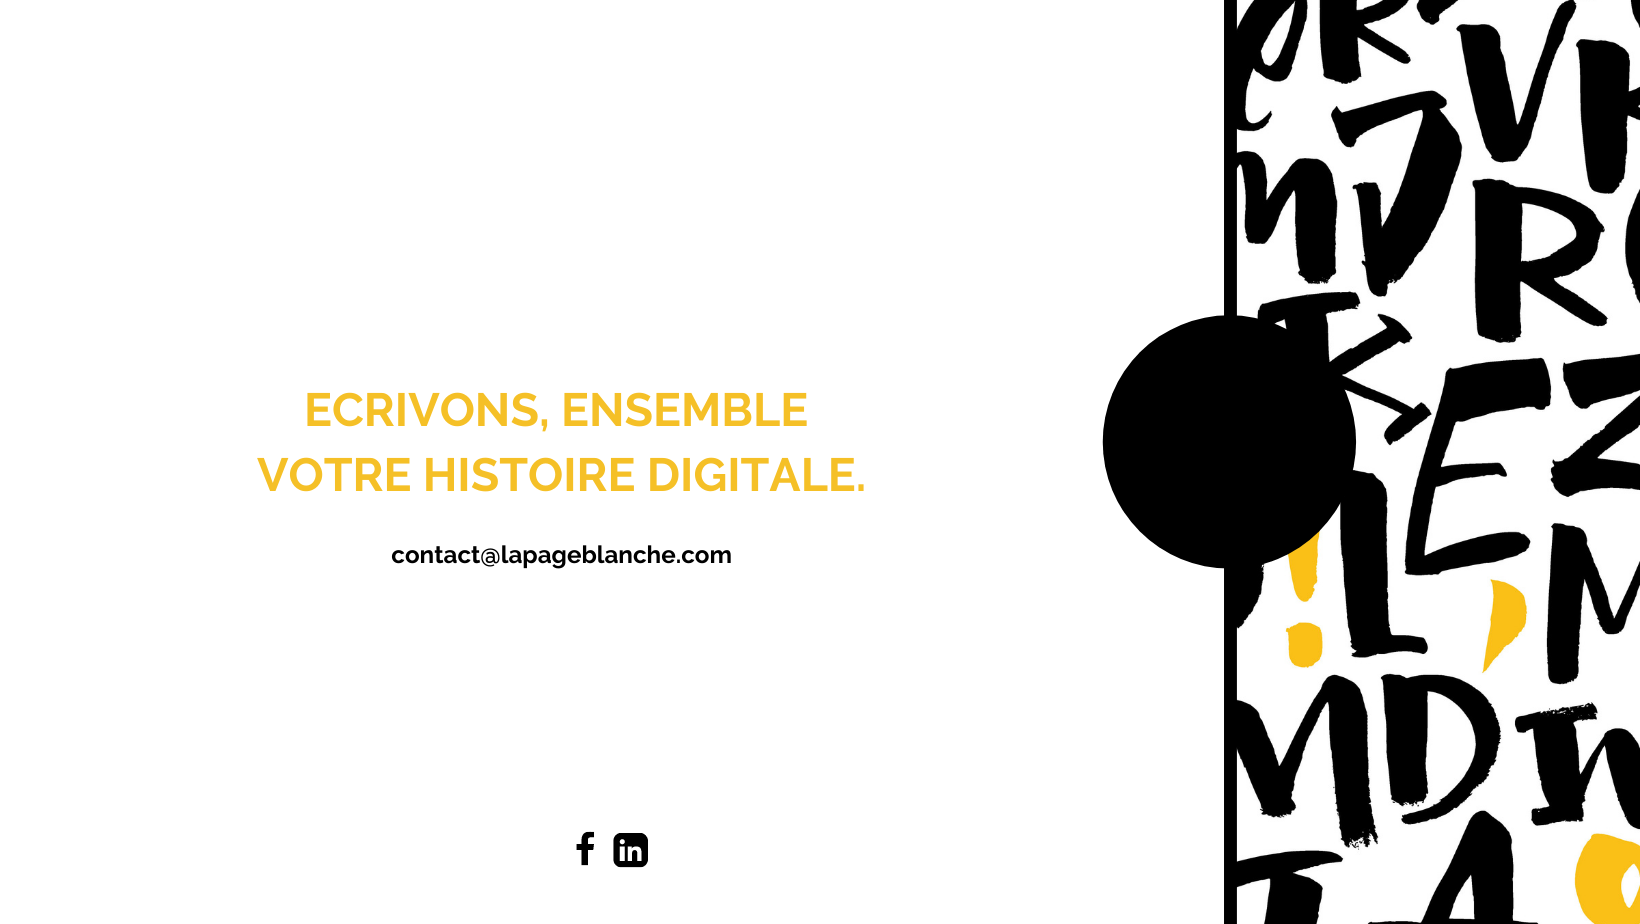 ECRIVONS, ENSEMBLE
VOTRE HISTOIRE DIGITALE.
contact@lapageblanche.com